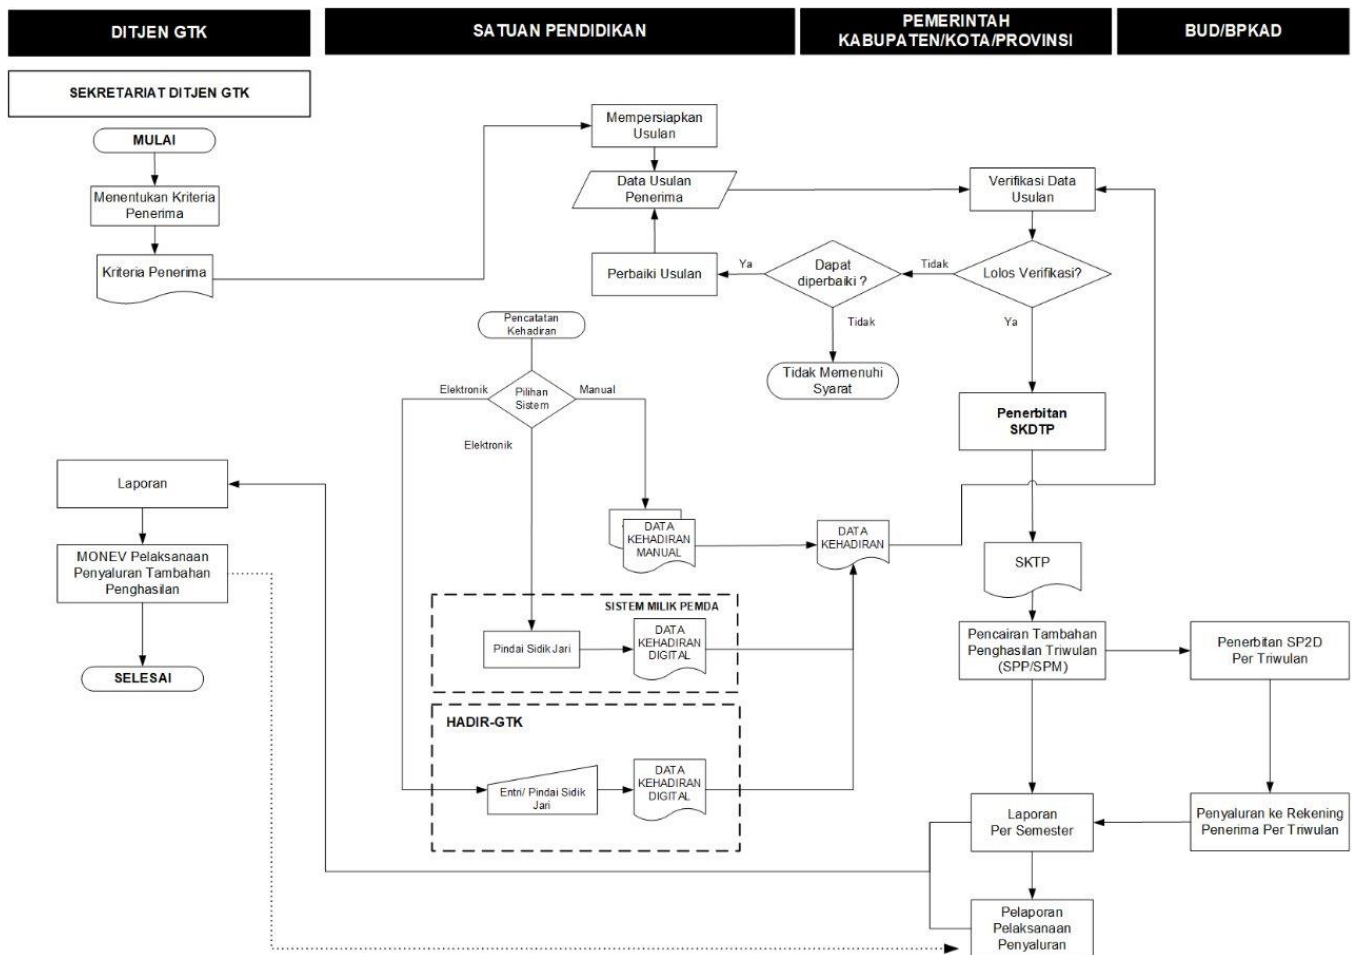 DITJEN GTK
SATUAN PENDIDIKAN
PEMERINTAH
KABUPATEN/KOTA/PROVINSI
BUD/BPKAD
SEKRETARIAT DITJEN GTK
MULAI
Menentukan Kriteria
Penerima
Kriteria Penerima
Mempersiapkan
Usulan
Data Usulan
Penerima
Perbaiki Usulan
Ya
Dapat
diperbaiki ?
Tidak
Tidak
Tidak Memenuhi
Syarat
Verifikasi Data
Usulan
Lolos Verifikasi?
Ya
Penerbitan
SKDTP
Pencatatan
Kehadiran
Elektronik
Pilihan
Sistem
Manual
Elektronik
Laporan
MONEV Pelaksanaan
Penyaluran Tambahan
Penghasilan
SELESAI
DATA
KEHADIRAN
MANUAL
DATA
KEHADIRAN
SKTP
SISTEM MILIK PEMDA
Pindai Sidik Jari
DATA
KEHADIRAN
DIGITAL
HADIR-GTK
Entri/ Pindai Sidik
Jari
DATA
KEHADIRAN
DIGITAL
Pencairan Tambahan
Penghasilan Triwulan
(SPP/SPM)
Penerbitan SP2D
Per Triwulan
Laporan
Per Semester
Penyaluran ke Rekening
Penerima Per Triwulan
Pelaporan
Pelaksanaan
Penyaluran